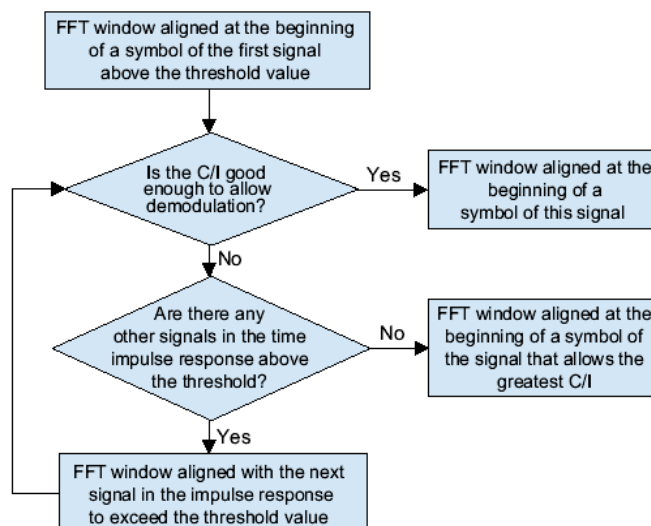 FFT window aligned at the beginning
of a symbol of the first signal
above the threshold value
Is the C/I good
enough to allow
demodulation?
Yes
FFT window aligned at the
beginning of a
symbol of this signal
No
Are there any
other signals in the time
impulse response above
the threshold?
No
FFT window aligned at the
beginning of a symbol of
the signal that allows the
greatest C/I
Yes
FFT window aligned with the next
signal in the impulse response
to exceed the threshold value